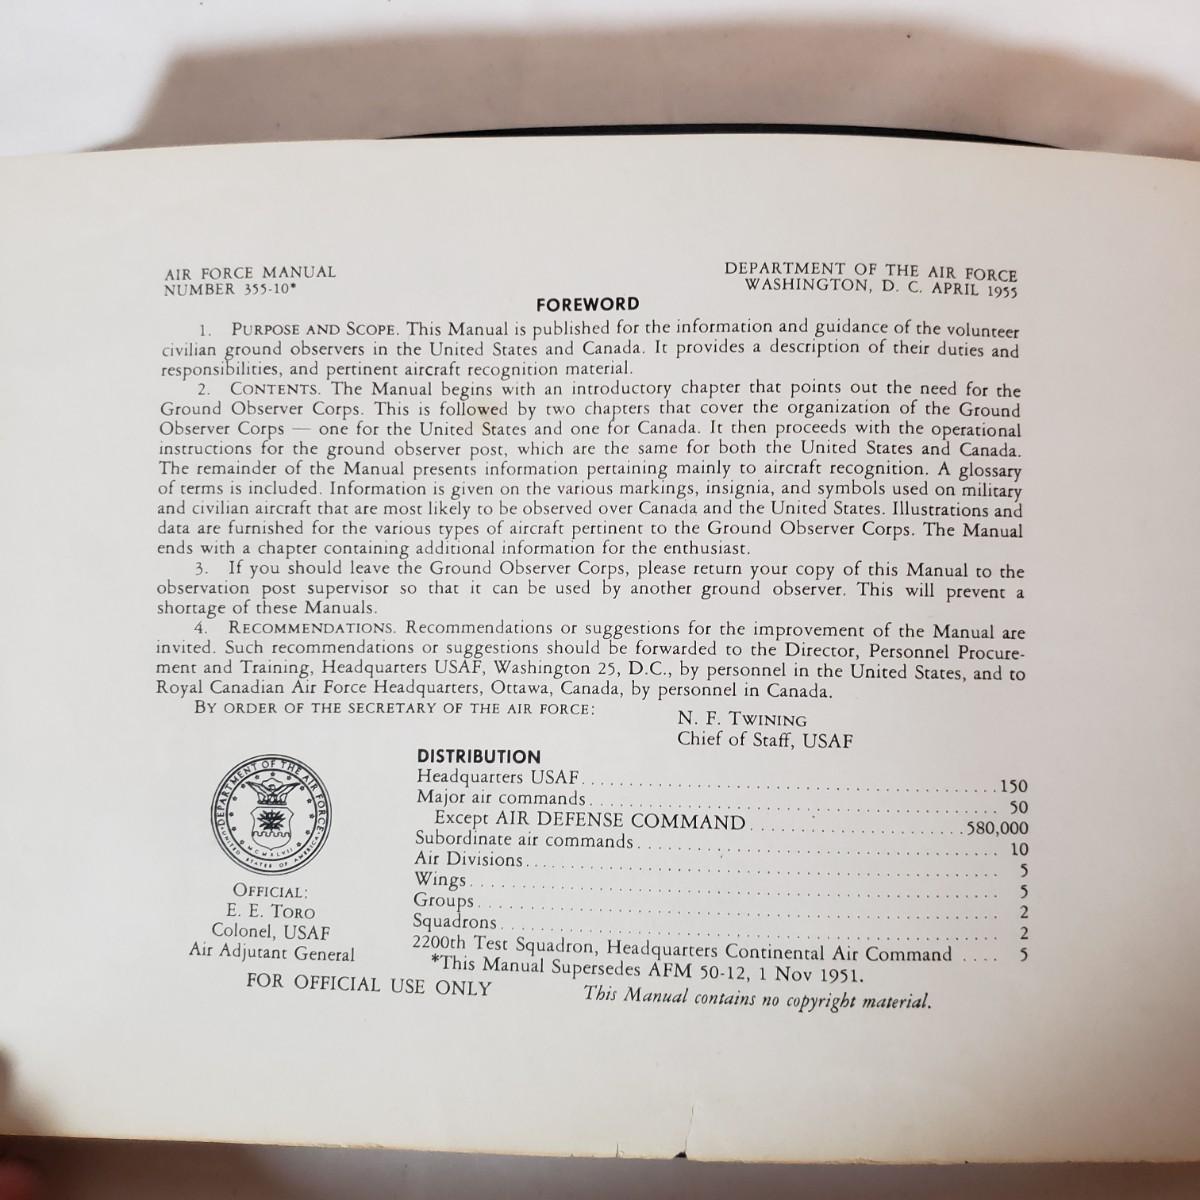 AIR FORCE MANUAL
NUMBER 355-10*
DEPARTMENT OF THE AIR FORCE
WASHINGTON, D. C. APRIL 1955
FOREWORD
1. PURPOSE AND SCOPE. This Manual is published for the information and guidance of the volunteer
civilian ground observers in the United States and Canada. It provides a description of their duties and
responsibilities, and pertinent aircraft recognition material.
2. CONTENTS. The Manual begins with an introductory chapter that points out the need for the
Ground Observer Corps. This is followed by two chapters that cover the organization of the Ground
Observer Corps — one for the United States and one for Canada. It then proceeds with the operational
instructions for the ground observer post, which are the same for both the United States and Canada.
The remainder of the Manual presents information pertaining mainly to aircraft recognition. A glossary
of terms is included. Information is given on the various markings, insignia, and symbols used on military
and civilian aircraft that are most likely to be observed over Canada and the United States. Illustrations and
data are furnished for the various types of aircraft pertinent to the Ground Observer Corps. The Manual
ends with a chapter containing additional information for the enthusiast.
3. If you should leave the Ground Observer Corps, please return your copy of this Manual to the
observation post supervisor so that it can be used by another ground observer. This will prevent a
shortage of these Manuals.
4. RECOMMENDATIONS. Recommendations or suggestions for the improvement of the Manual are
invited. Such recommendations or suggestions should be forwarded to the Director, Personnel Procure-
ment and Training, Headquarters USAF, Washington 25, D.C., by personnel in the United States, and to
Royal Canadian Air Force Headquarters, Ottawa, Canada, by personnel in Canada.
BY ORDER OF THE SECRETARY OF THE AIR FORCE:
N. F. TWINING
Chief of Staff, USAF
DEPARTMENT OF THE AIR FORCE
MCMXLVII
UNITED STATES OF AMERICA
OFFICIAL:
E. E. TORO
Colonel, USAF
Air Adjutant General
DISTRIBUTION
Headquarters USAF. . . . . . . . . . 150
Major air commands. . . . . . . . . . 50
Except AIR DEFENSE COMMAND . . . . . . . . . . 580,000
Subordinate air commands. . . . . . . . . . 10
Air Divisions. . . . . . . . . . 5
Wings. . . . . . . . . . 5
Groups. . . . . . . . . . 2
Squadrons. . . . . . . . . . 2
2200th Test Squadron, Headquarters Continental Air Command . . . . 5
*This Manual Supersedes AFM 50-12, 1 Nov 1951.
FOR OFFICIAL USE ONLY
This Manual contains no copyright material.